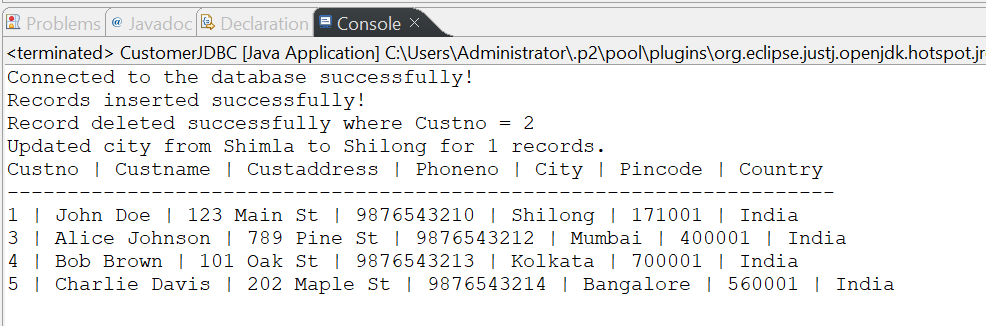 Problems @ Javadoc Declaration Console ×
<terminated> CustomerJDBC [Java Application] C:\Users\Administrator\.p2\pool\plugins\org.eclipse.justj.openjdk.hotspot.jr
Connected to the database successfully!
Records inserted successfully!
Record deleted successfully where Custno = 2
Updated city from Shimla to Shilong for 1 records.
Custno | Custname | Custaddress | Phoneno | City | Pincode | Country
---------------------------------------------------------------------
1 | John Doe | 123 Main St | 9876543210 | Shilong | 171001 | India
3 | Alice Johnson | 789 Pine St | 9876543212 | Mumbai | 400001 | India
4 | Bob Brown | 101 Oak St | 9876543213 | Kolkata | 700001 | India
5 | Charlie Davis | 202 Maple St | 9876543214 | Bangalore | 560001 | India